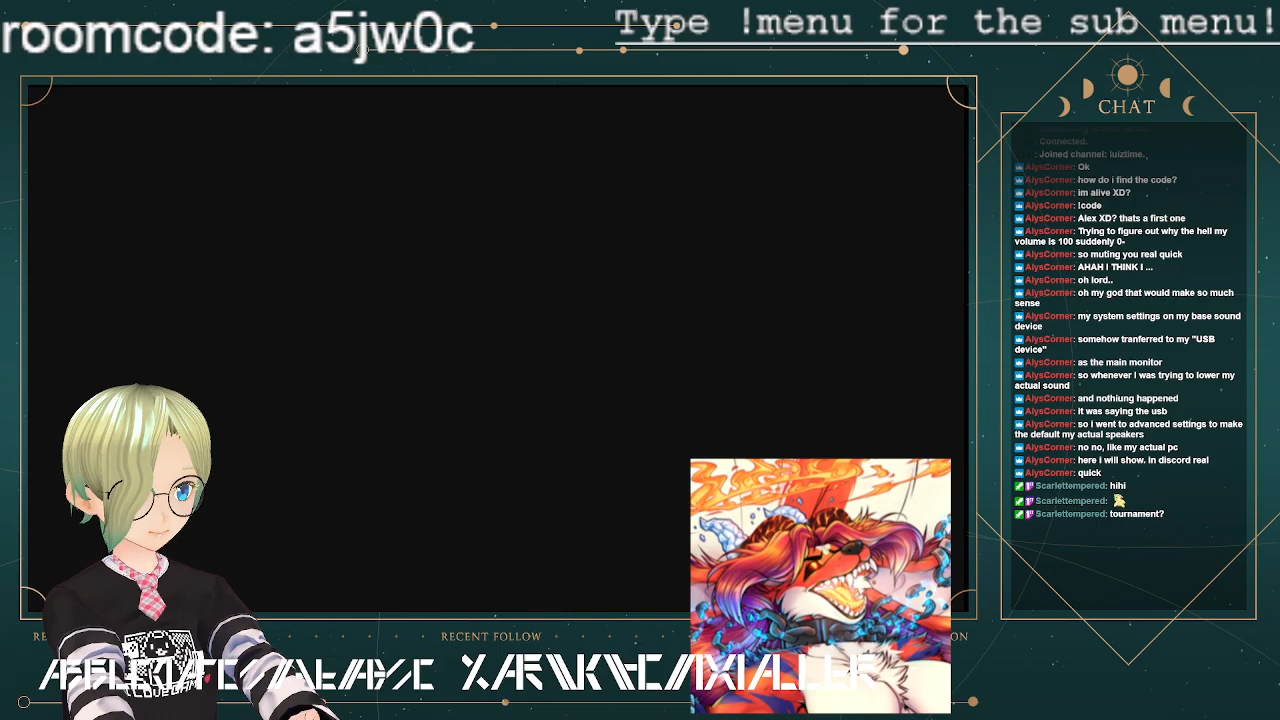 roomcode: a5jw0c
Type !menu for the sub menu!
CHAT
Connected.
: Joined channel: lulztime.
AlysCorner: Ok
AlysCorner: how do i find the code?
AlysCorner: im alive XD?
AlysCorner: !code
AlysCorner: Alex XD? thats a first one
AlysCorner: Trying to figure out why the hell my
volume is 100 suddenly 0-
AlysCorner: so muting you real quick
AlysCorner: AHAH I THINK I ...
AlysCorner: oh lord..
AlysCorner: oh my god that would make so much
sense
AlysCorner: my system settings on my base sound
device
AlysCorner: somehow tranferred to my "USB
device"
AlysCorner: as the main monitor
AlysCorner: so whenever I was trying to lower my
actual sound
AlysCorner: and nothiung happened
AlysCorner: it was saying the usb
AlysCorner: so i went to advanced settings to make
the default my actual speakers
AlysCorner: no no, like my actual pc
AlysCorner: here i will show. in discord real
AlysCorner: quick
Scarlettempered: hihi
Scarlettempered:
Scarlettempered: tournament?
RECENT FOLLOW